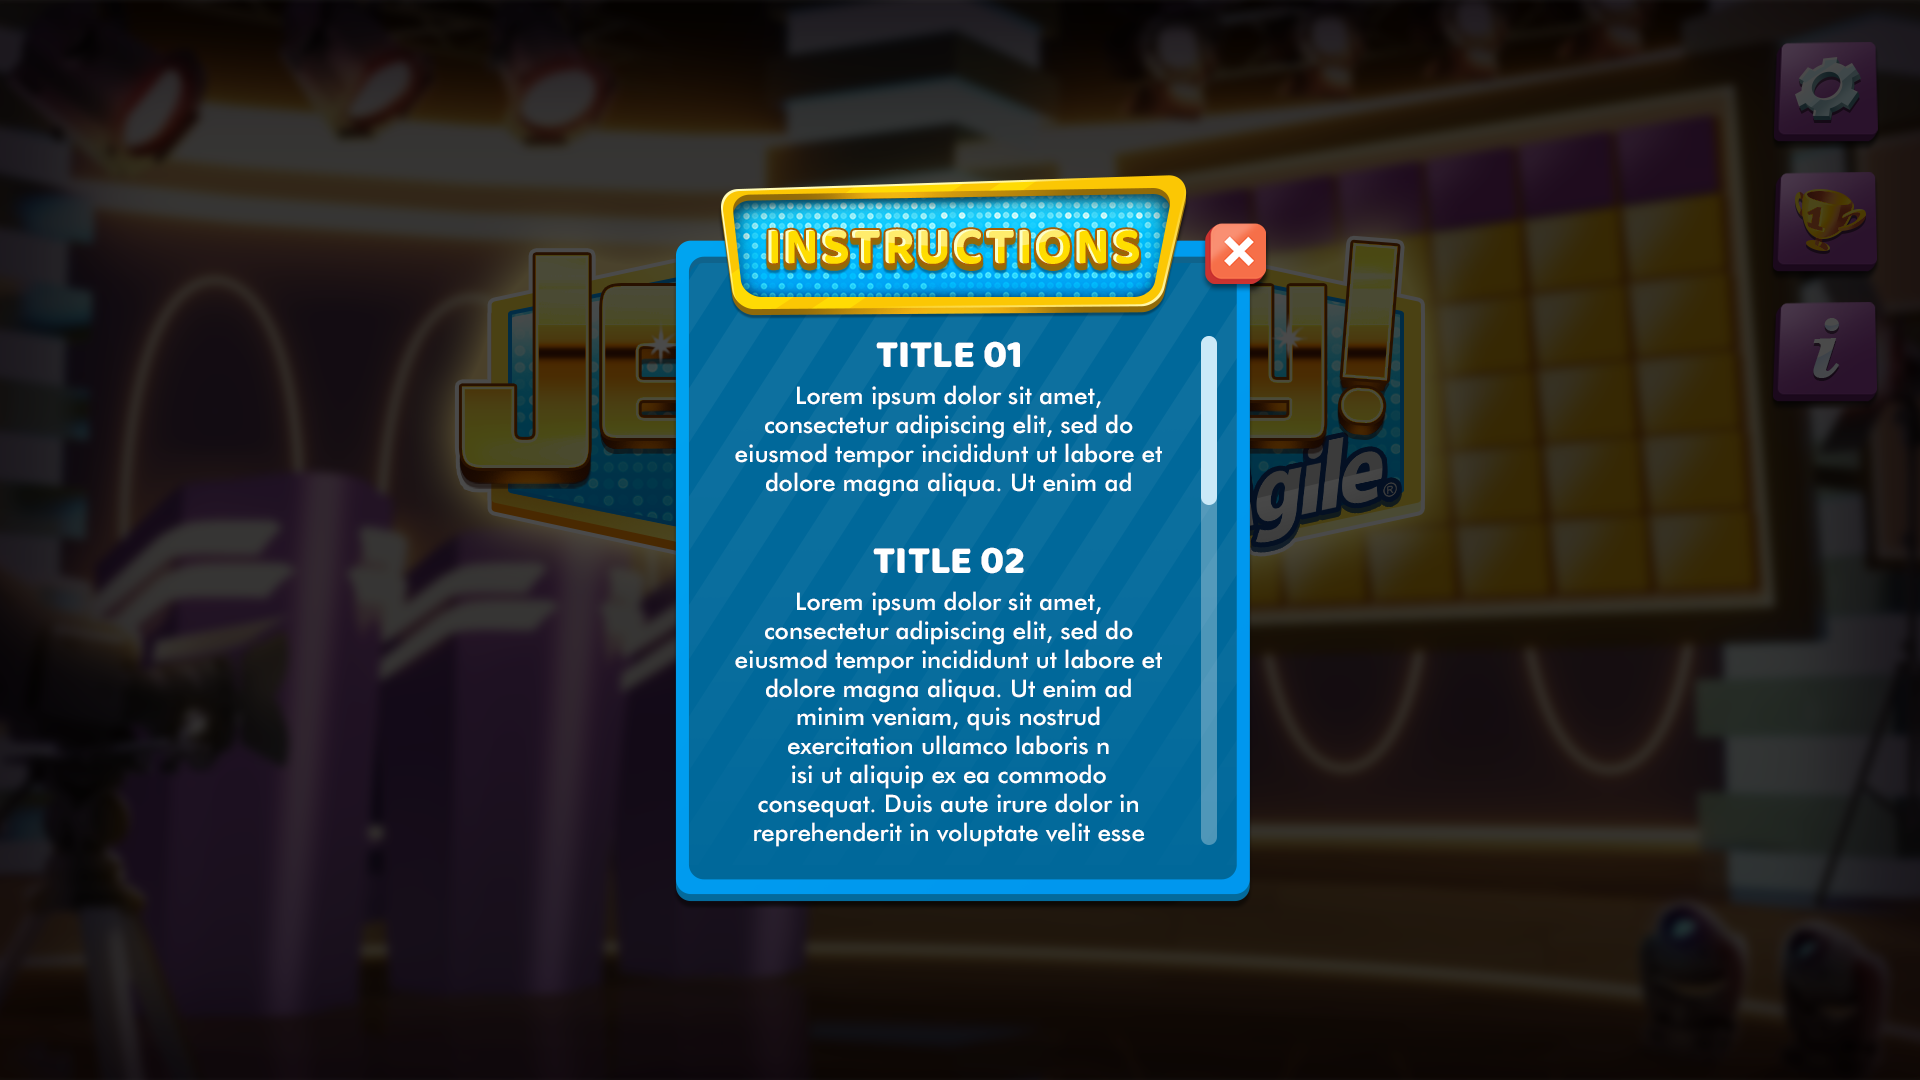 INSTRUCTIONS
TITLE 01
Lorem ipsum dolor sit amet,
consectetur adipiscing elit, sed do
eiusmod tempor incididunt ut labore et
dolore magna aliqua. Ut enim ad
TITLE 02
Lorem ipsum dolor sit amet,
consectetur adipiscing elit, sed do
eiusmod tempor incididunt ut labore et
dolore magna aliqua. Ut enim ad
minim veniam, quis nostrud
exercitation ullamco laboris n
isi ut aliquip ex ea commodo
consequat. Duis aute irure dolor in
reprehenderit in voluptate velit esse
1
i